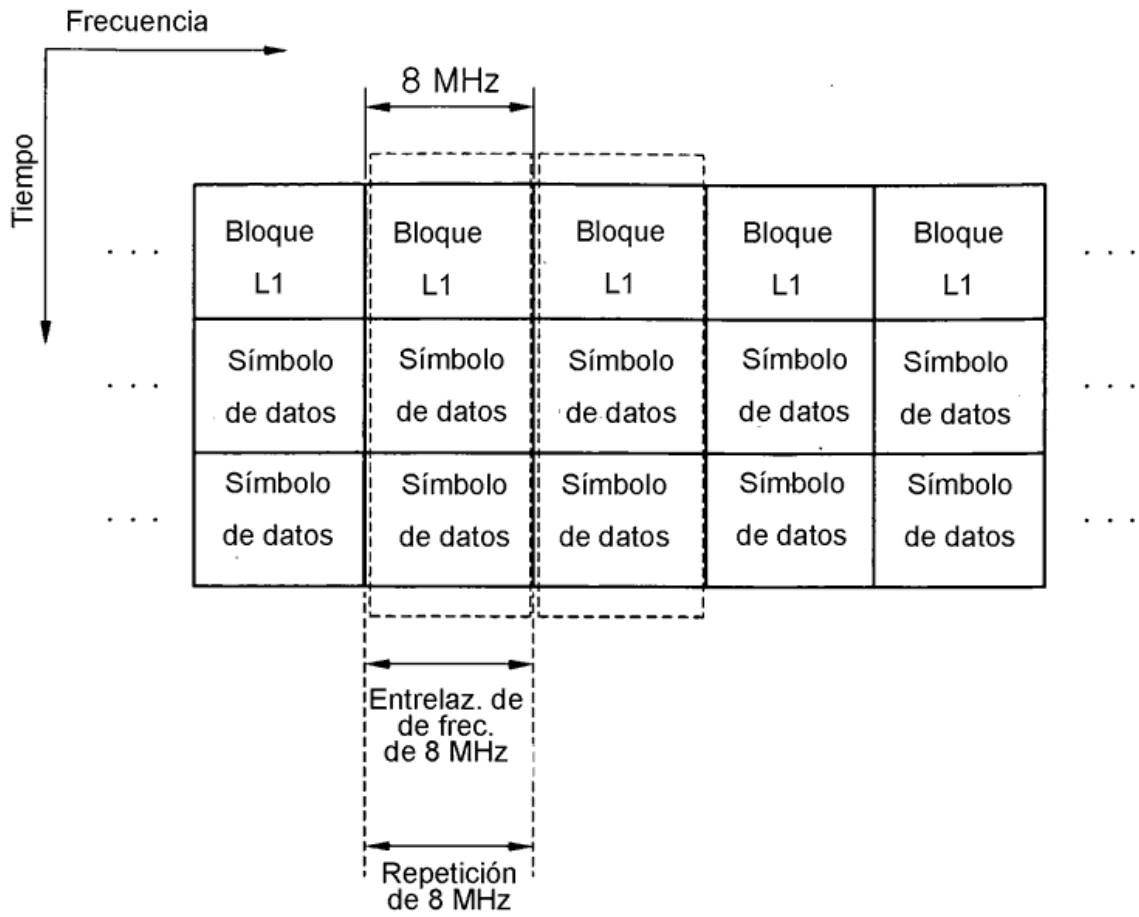 Frecuencia
8 MHz
Tiempo
Bloque Bloque Bloque Bloque Bloque
. . . . . .
L1 L1 L1 L1 L1
Símbolo Símbolo Símbolo Símbolo Símbolo
. . . . . .
de datos de datos de datos de datos de datos
Símbolo Símbolo Símbolo Símbolo Símbolo
. . . . . .
de datos de datos de datos de datos de datos
Entrelaz. de
de frec.
de 8 MHz
Repetición
de 8 MHz